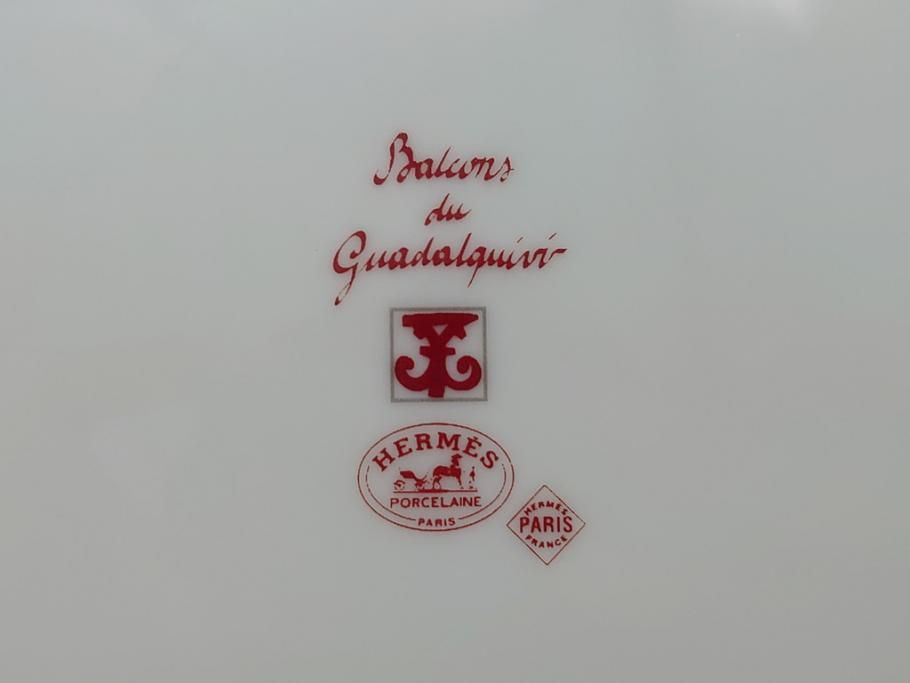 Balcons
du
Guadalquivir
HERMÈS
PORCELAINE
PARIS
HERMÈS
PARIS
FRANCE